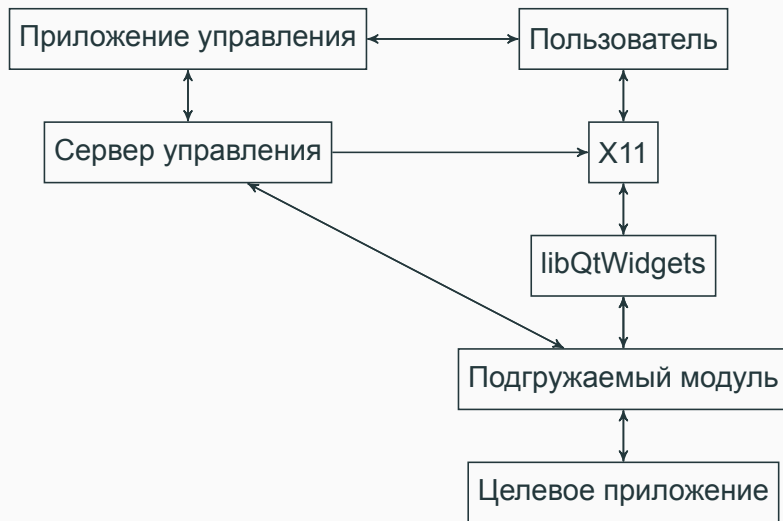 Приложение управления
Пользователь
Сервер управления
X11
libQtWidgets
Подгружаемый модуль
Целевое приложение